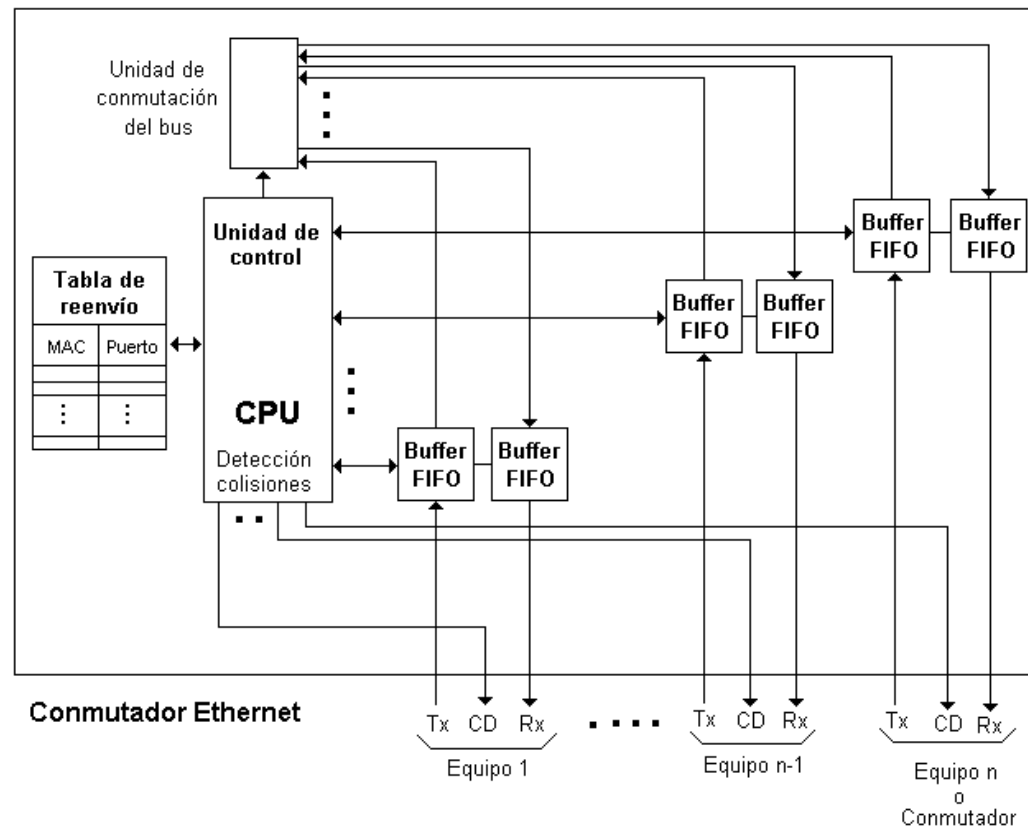 Unidad de
conmutación
del bus
Unidad de
control
Tabla de
reenvío
MAC Puerto
CPU
Detección
colisiones
Buffer
FIFO
Buffer
FIFO
Buffer
FIFO
Buffer
FIFO
Buffer
FIFO
Buffer
FIFO
Conmutador Ethernet
Tx CD Rx
Equipo 1
Tx CD Rx
Equipo n-1
Tx CD Rx
Equipo n
o
Conmutador